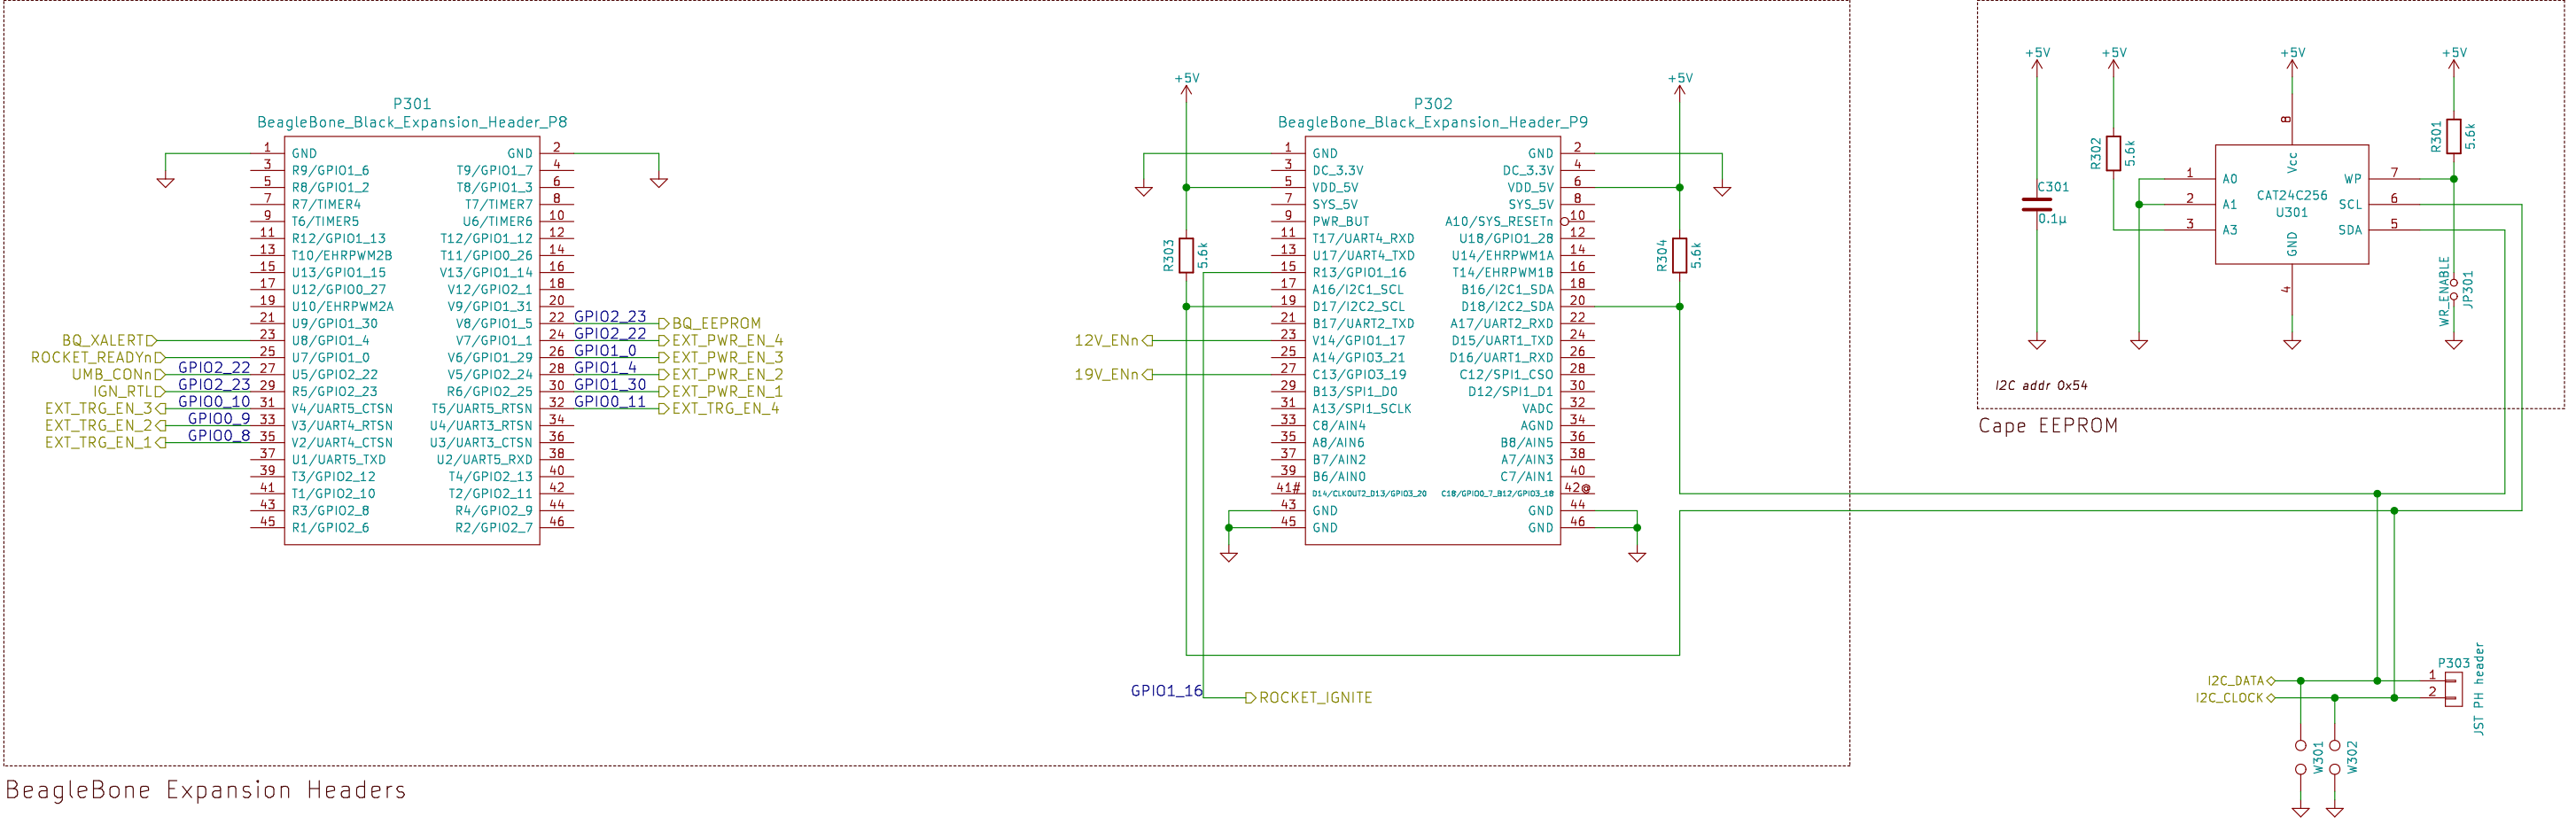 P301
BeagleBone_Black_Expansion_Header_P8
1 GND GND 2
3 R9/GPIO1_6 T9/GPIO1_7 4
5 R8/GPIO1_2 T8/GPIO1_3 6
7 R7/TIMER4 T7/TIMER7 8
9 T6/TIMER5 U6/TIMER6 10
11 R12/GPIO1_13 T12/GPIO1_12 12
13 T10/EHRPWM2B T11/GPIO0_26 14
15 U13/GPIO1_15 V13/GPIO1_14 16
17 U12/GPIO0_27 V12/GPIO2_1 18
19 U10/EHRPWM2A V9/GPIO1_31 20
21 U9/GPIO1_30 V8/GPIO1_5 22 GPIO2_23 BQ_EEPROM
BQ_XALERT 23 U8/GPIO1_4 V7/GPIO1_1 24 GPIO2_22 EXT_PWR_EN_4
ROCKET_READYn 25 U7/GPIO1_0 V6/GPIO1_29 26 GPIO1_0 EXT_PWR_EN_3
UMB_CONn GPIO2_22 27 U5/GPIO2_22 V5/GPIO2_24 28 GPIO1_4 EXT_PWR_EN_2
IGN_RTL GPIO2_23 29 R5/GPIO2_23 R6/GPIO2_25 30 GPIO1_30 EXT_PWR_EN_1
EXT_TRG_EN_3 GPIO0_10 31 V4/UART5_CTSN T5/UART5_RTSN 32 GPIO0_11 EXT_TRG_EN_4
EXT_TRG_EN_2 GPIO0_9 33 V3/UART4_RTSN U4/UART3_RTSN 34
EXT_TRG_EN_1 GPIO0_8 35 V2/UART4_CTSN U3/UART3_CTSN 36
37 U1/UART5_TXD U2/UART5_RXD 38
39 T3/GPIO2_12 T4/GPIO2_13 40
41 T1/GPIO2_10 T2/GPIO2_11 42
43 R3/GPIO2_8 R4/GPIO2_9 44
45 R1/GPIO2_6 R2/GPIO2_7 46
+5V +5V
P302
BeagleBone_Black_Expansion_Header_P9
1 GND GND 2
3 DC_3.3V DC_3.3V 4
5 VDD_5V VDD_5V 6
7 SYS_5V SYS_5V 8
9 PWR_BUT A10/SYS_RESETn 10
11 T17/UART4_RXD U18/GPIO1_28 12
13 U17/UART4_TXD U14/EHRPWM1A 14
15 R13/GPIO1_16 T14/EHRPWM1B 16
17 A16/I2C1_SCL B16/I2C1_SDA 18
19 D17/I2C2_SCL D18/I2C2_SDA 20
21 B17/UART2_TXD A17/UART2_RXD 22
12V_ENn 23 V14/GPIO1_17 D15/UART1_TXD 24
25 A14/GPIO3_21 D16/UART1_RXD 26
19V_ENn 27 C13/GPIO3_19 C12/SPI1_CSO 28
29 B13/SPI1_D0 D12/SPI1_D1 30
31 A13/SPI1_SCLK VADC 32
33 C8/AIN4 AGND 34
35 A8/AIN6 B8/AIN5 36
37 B7/AIN2 A7/AIN3 38
39 B6/AIN0 C7/AIN1 40
41# D14/CLKOUT2_D13/GPIO3_20 C18/GPIO0_7_B12/GPIO3_18 42@
43 GND GND 44
45 GND GND 46
R303
5.6k
R304
5.6k
GPIO1_16
ROCKET_IGNITE
BeagleBone Expansion Headers
+5V +5V +5V +5V
C301
0.1µ
R302
5.6k
R301
5.6k
8
Vcc
1 A0 WP 7
CAT24C256
2 A1 SCL 6
U301
3 A3 SDA 5
GND
4
WR_ENABLE
JP301
I2C addr 0x54
Cape EEPROM
P303
I2C_DATA 1
I2C_CLOCK 2
JST PH header
W301
W302